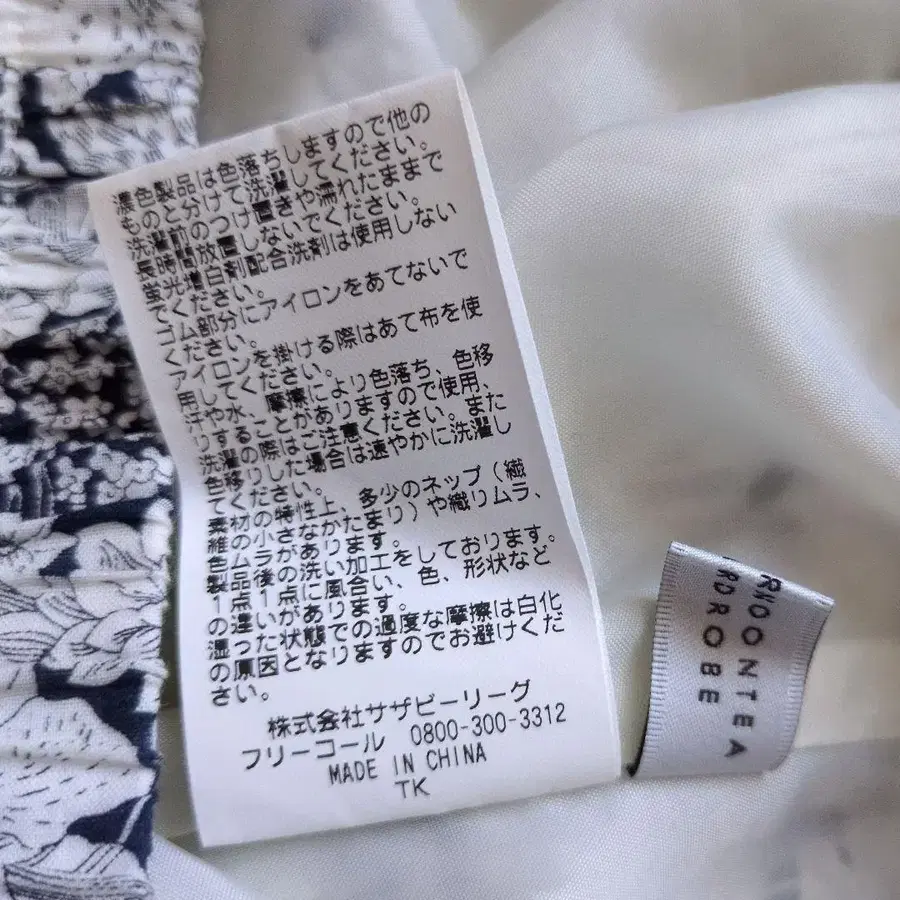 濃色製品は色落ちしますので他の
ものと分けて洗濯してください。
洗濯前のつけ置きや濡れたままで
長時間放置しないでください。
蛍光増白剤配合洗剤は使用しない
でください。
ゴム部分にアイロンをあてないで
ください。
アイロンを掛ける際はあて布を使
用してください。
汗や水、摩擦により色落ち、色移
りすることがありますので使用、
洗濯の際はご注意ください。また
色移りした場合は速やかに洗濯し
てください。
素材の特性上、多少のネップ(繊
維の小さなかたまり)や織リムラ、
色ムラがあります。
製品後の洗い加工をしております。
1点1点に風合い、色、形状など
の違いがあります。
湿った状態での過度な摩擦は白化
の原因となりますのでお避けくだ
さい。
株式会社サザビーリーグ
フリーコール 0800-300-3312
MADE IN CHINA
TK
RNOONTEA
RDROBE